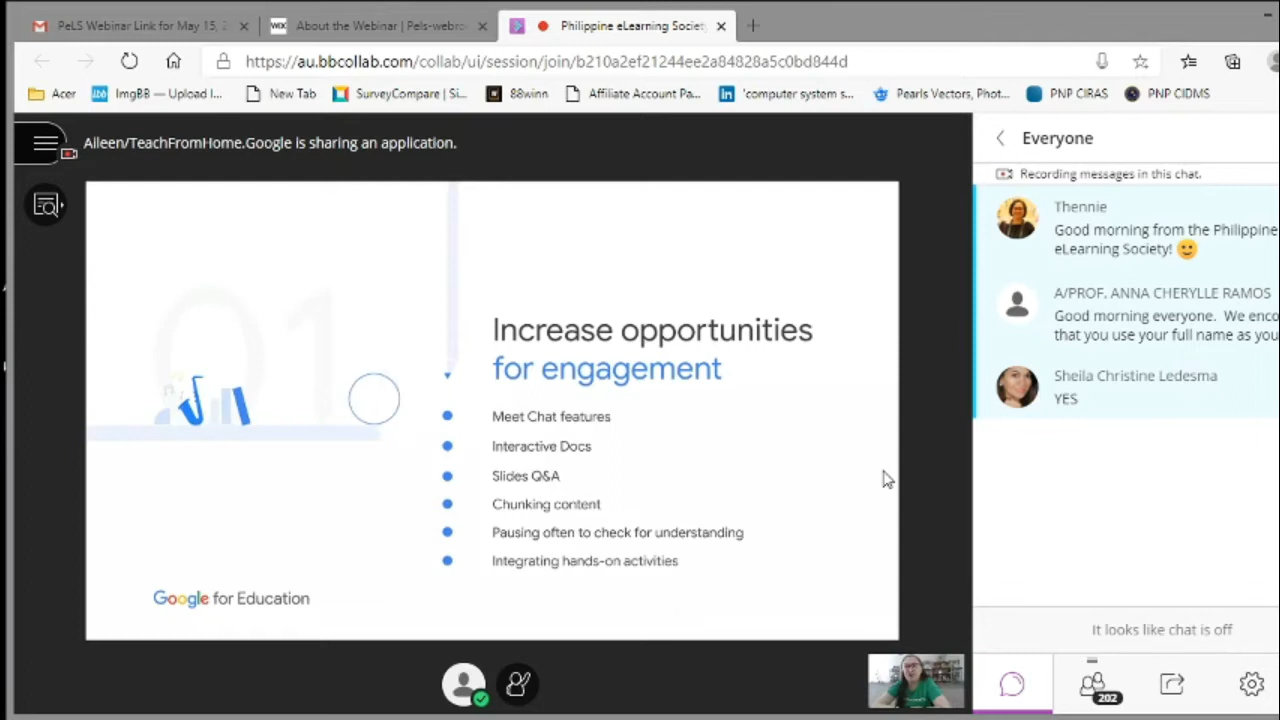 PeLS Webinar Link for May 15, 2
About the Webinar | Pels-webro
Philippine eLearning Society
https://au.bbcollab.com/collab/ui/session/join/b210a2ef21244ee2a84828a5c0bd844d
Acer
ImgBB — Upload I...
New Tab
SurveyCompare | Si...
88winn
Affiliate Account Pa...
'computer system s...
Pearls Vectors, Phot...
PNP CIRAS
PNP CIDMS
Aileen/TeachFromHome.Google is sharing an application.
01
Increase opportunities
for engagement
Meet Chat features
Interactive Docs
Slides Q&A
Chunking content
Pausing often to check for understanding
Integrating hands-on activities
Google for Education
Everyone
Recording messages in this chat.
Thennie
Good morning from the Philippine
eLearning Society! 🙂
A/PROF. ANNA CHERYLLE RAMOS
Good morning everyone. We enco
that you use your full name as you
Sheila Christine Ledesma
YES
It looks like chat is off
202